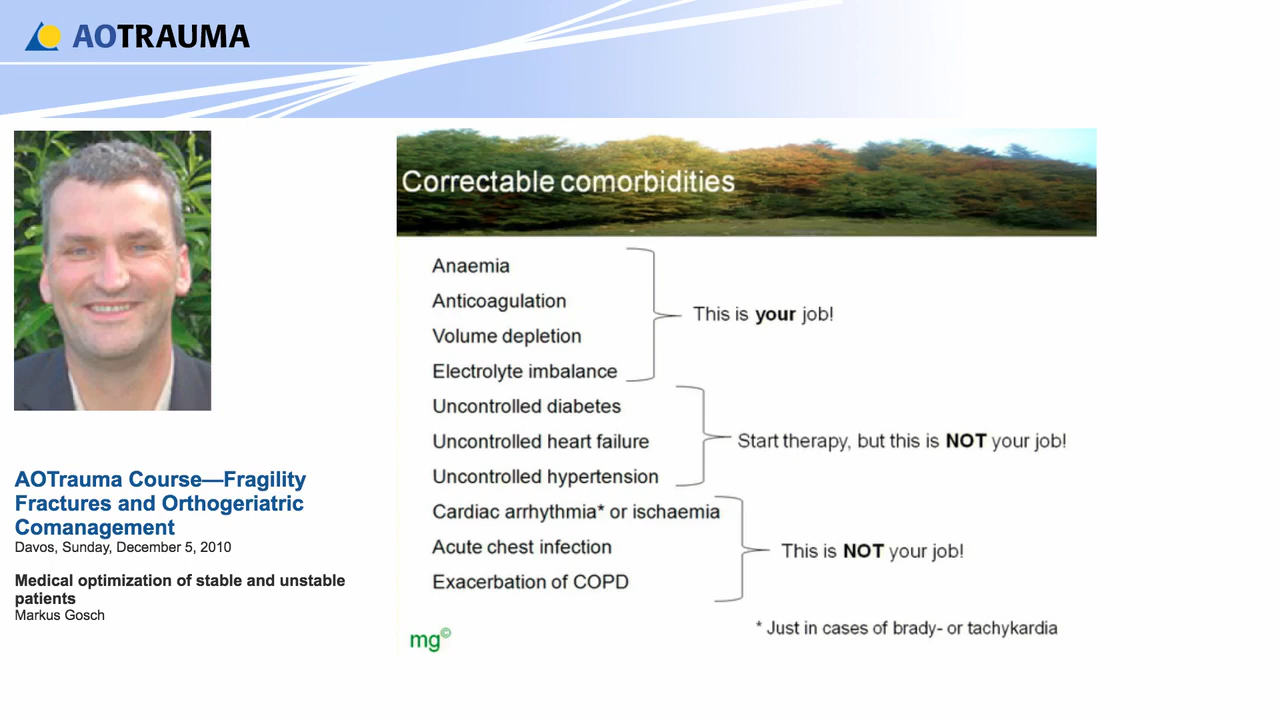 AOTRAUMA
Correctable comorbidities
Anaemia
Anticoagulation
Volume depletion
Electrolyte imbalance
This is your job!
Uncontrolled diabetes
Uncontrolled heart failure
Uncontrolled hypertension
Start therapy, but this is NOT your job!
Cardiac arrhythmia* or ischaemia
Acute chest infection
Exacerbation of COPD
This is NOT your job!
* Just in cases of brady- or tachykardia
mg©
AOTrauma Course—Fragility
Fractures and Orthogeriatric
Comanagement
Davos, Sunday, December 5, 2010
Medical optimization of stable and unstable
patients
Markus Gosch